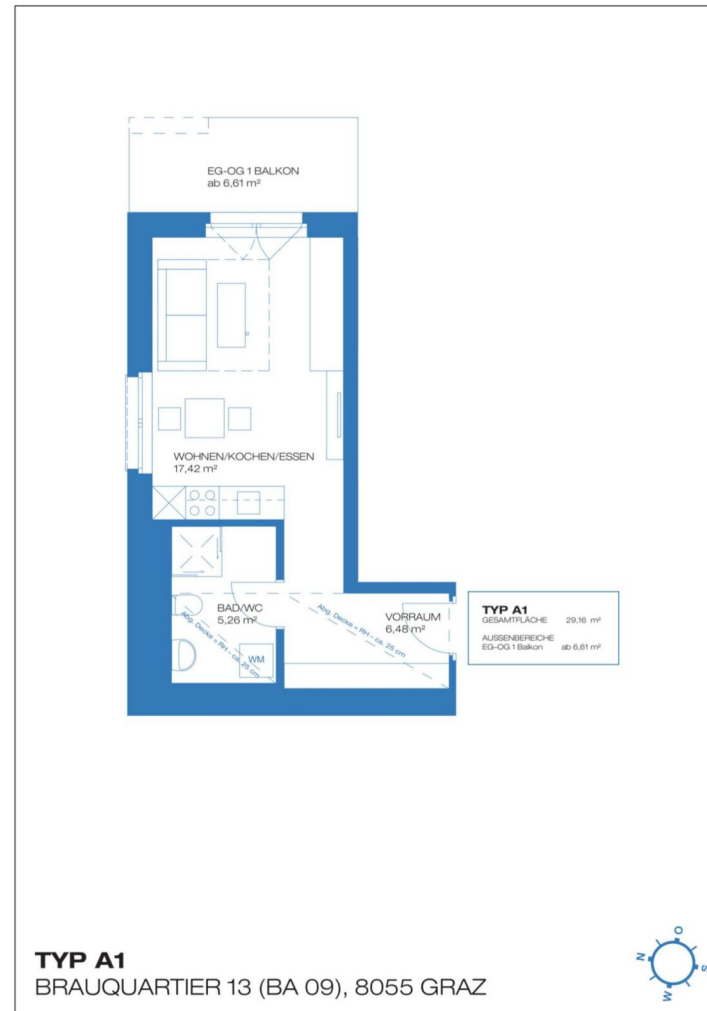 EG-OG 1 BALKON
ab 6,61 m²
WOHNEN/KOCHEN/ESSEN
17,42 m²
BAD/WC
5,26 m²
Abg. Decke = RH - ca. 25 cm
WM
VORRAUM
6,48 m²
Abg. Decke = RH - ca. 25 cm
TYP A1
GESAMTFLÄCHE 29,16 m²
AUSSENBEREICHE
EG-OG 1 Balkon ab 6,61 m²
TYP A1
BRAUQUARTIER 13 (BA 09), 8055 GRAZ
N
O
S
W